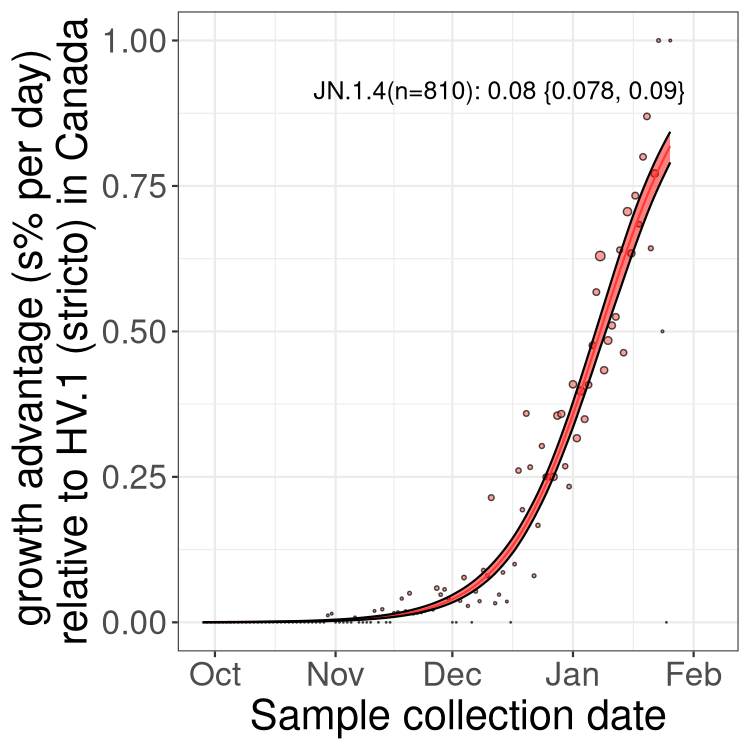 growth advantage (s% per day)
relative to HV.1 (stricto) in Canada
1.00
0.75
0.50
0.25
0.00
JN.1.4(n=810): 0.08 {0.078, 0.09}
Oct Nov Dec Jan Feb
Sample collection date